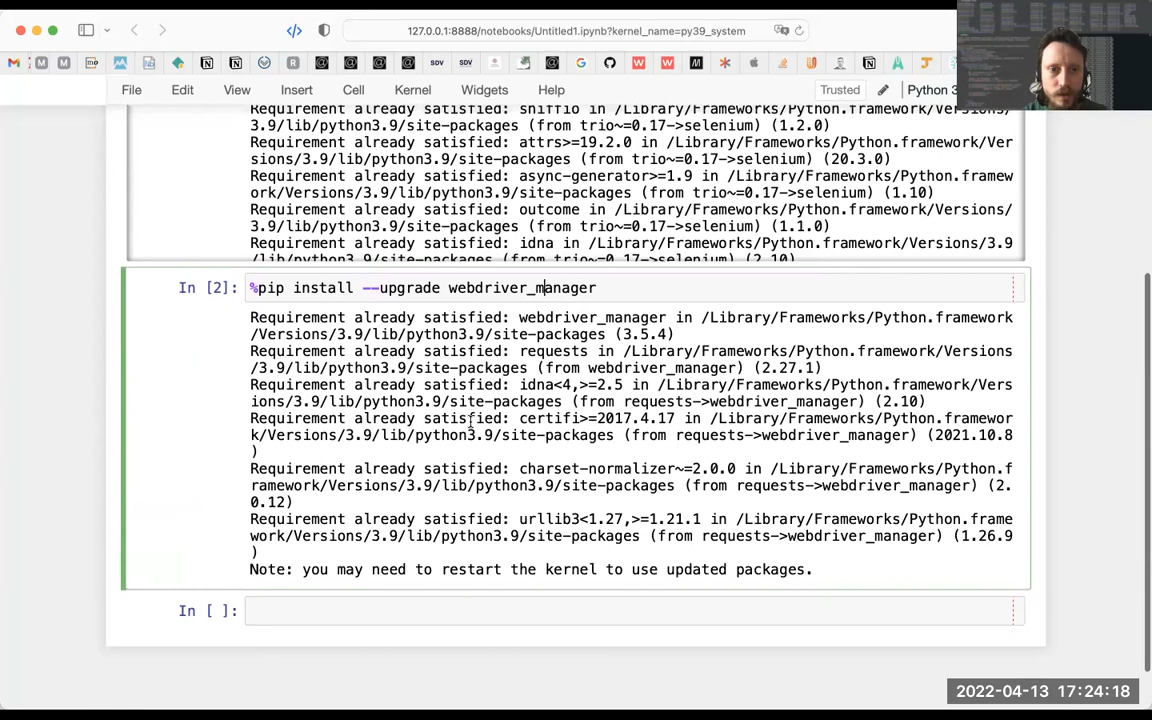 127.0.0.1:8888/notebooks/Untitled1.ipynb?kernel_name=py39_system
SDV
SDV
File Edit View Insert Cell Kernel Widgets Help Trusted Python 3
Requirement already satisfied: sniffio in /Library/Frameworks/Python.framework/Versions/
3.9/lib/python3.9/site-packages (from trio~=0.17->selenium) (1.2.0)
Requirement already satisfied: attrs>=19.2.0 in /Library/Frameworks/Python.framework/Ver
sions/3.9/lib/python3.9/site-packages (from trio~=0.17->selenium) (20.3.0)
Requirement already satisfied: async-generator>=1.9 in /Library/Frameworks/Python.framew
ork/Versions/3.9/lib/python3.9/site-packages (from trio~=0.17->selenium) (1.10)
Requirement already satisfied: outcome in /Library/Frameworks/Python.framework/Versions/
3.9/lib/python3.9/site-packages (from trio~=0.17->selenium) (1.1.0)
Requirement already satisfied: idna in /Library/Frameworks/Python.framework/Versions/3.9
/lib/python3.9/site-packages (from trio~=0.17->selenium) (2.10)
In [2]: %pip install --upgrade webdriver_manager
Requirement already satisfied: webdriver_manager in /Library/Frameworks/Python.framework
/Versions/3.9/lib/python3.9/site-packages (3.5.4)
Requirement already satisfied: requests in /Library/Frameworks/Python.framework/Versions
/3.9/lib/python3.9/site-packages (from webdriver_manager) (2.27.1)
Requirement already satisfied: idna<4,>=2.5 in /Library/Frameworks/Python.framework/Vers
ions/3.9/lib/python3.9/site-packages (from requests->webdriver_manager) (2.10)
Requirement already satisfied: certifi>=2017.4.17 in /Library/Frameworks/Python.framewor
k/Versions/3.9/lib/python3.9/site-packages (from requests->webdriver_manager) (2021.10.8
)
Requirement already satisfied: charset-normalizer~=2.0.0 in /Library/Frameworks/Python.f
ramework/Versions/3.9/lib/python3.9/site-packages (from requests->webdriver_manager) (2.
0.12)
Requirement already satisfied: urllib3<1.27,>=1.21.1 in /Library/Frameworks/Python.frame
work/Versions/3.9/lib/python3.9/site-packages (from requests->webdriver_manager) (1.26.9
)
Note: you may need to restart the kernel to use updated packages.
In [ ]:
2022-04-13 17:24:18